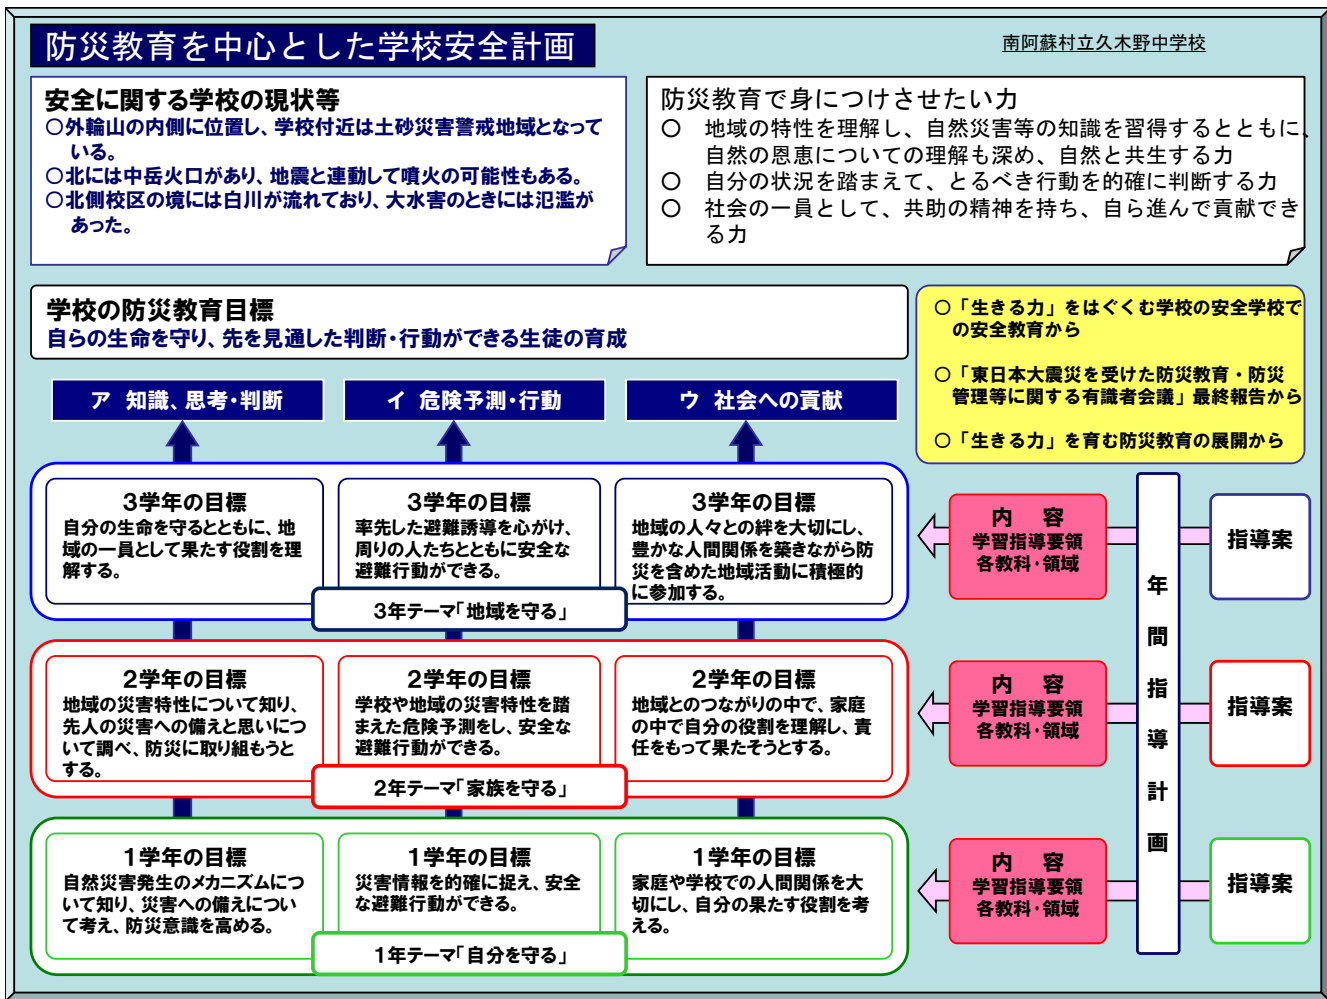 防災教育を中心とした学校安全計画
南阿蘇村立久木野中学校
安全に関する学校の現状等
○外輪山の内側に位置し、学校付近は土砂災害警戒地域となって
いる。
○北には中岳火口があり、地震と連動して噴火の可能性もある。
○北側校区の境には白川が流れており、大水害のときには氾濫が
あった。
防災教育で身につけさせたい力
○ 地域の特性を理解し、自然災害等の知識を習得するとともに、
自然の恩恵についての理解も深め、自然と共生する力
○ 自分の状況を踏まえて、とるべき行動を的確に判断する力
○ 社会の一員として、共助の精神を持ち、自ら進んで貢献でき
る力
学校の防災教育目標
自らの生命を守り、先を見通した判断・行動ができる生徒の育成
○「生きる力」をはぐくむ学校の安全学校で
の安全教育から
○「東日本大震災を受けた防災教育・防災
管理等に関する有識者会議」最終報告から
○「生きる力」を育む防災教育の展開から
ア 知識、思考・判断
イ 危険予測・行動
ウ 社会への貢献
3学年の目標
自分の生命を守るとともに、地
域の一員として果たす役割を理
解する。
3学年の目標
率先した避難誘導を心がけ、
周りの人たちとともに安全な
避難行動ができる。
3学年の目標
地域の人々との絆を大切にし、
豊かな人間関係を築きながら防
災を含めた地域活動に積極的
に参加する。
3年テーマ「地域を守る」
内 容
学習指導要領
各教科・領域
指導案
年間指導計画
2学年の目標
地域の災害特性について知り、
先人の災害への備えと思いにつ
いて調べ、防災に取り組もうと
する。
2学年の目標
学校や地域の災害特性を踏
まえた危険予測をし、安全な
避難行動ができる。
2学年の目標
地域とのつながりの中で、家庭
の中で自分の役割を理解し、責
任をもって果たそうとする。
2年テーマ「家族を守る」
内 容
学習指導要領
各教科・領域
指導案
1学年の目標
自然災害発生のメカニズムにつ
いて知り、災害への備えについ
て考え、防災意識を高める。
1学年の目標
災害情報を的確に捉え、安全
な避難行動ができる。
1学年の目標
家庭や学校での人間関係を大
切にし、自分の果たす役割を考
える。
1年テーマ「自分を守る」
内 容
学習指導要領
各教科・領域
指導案